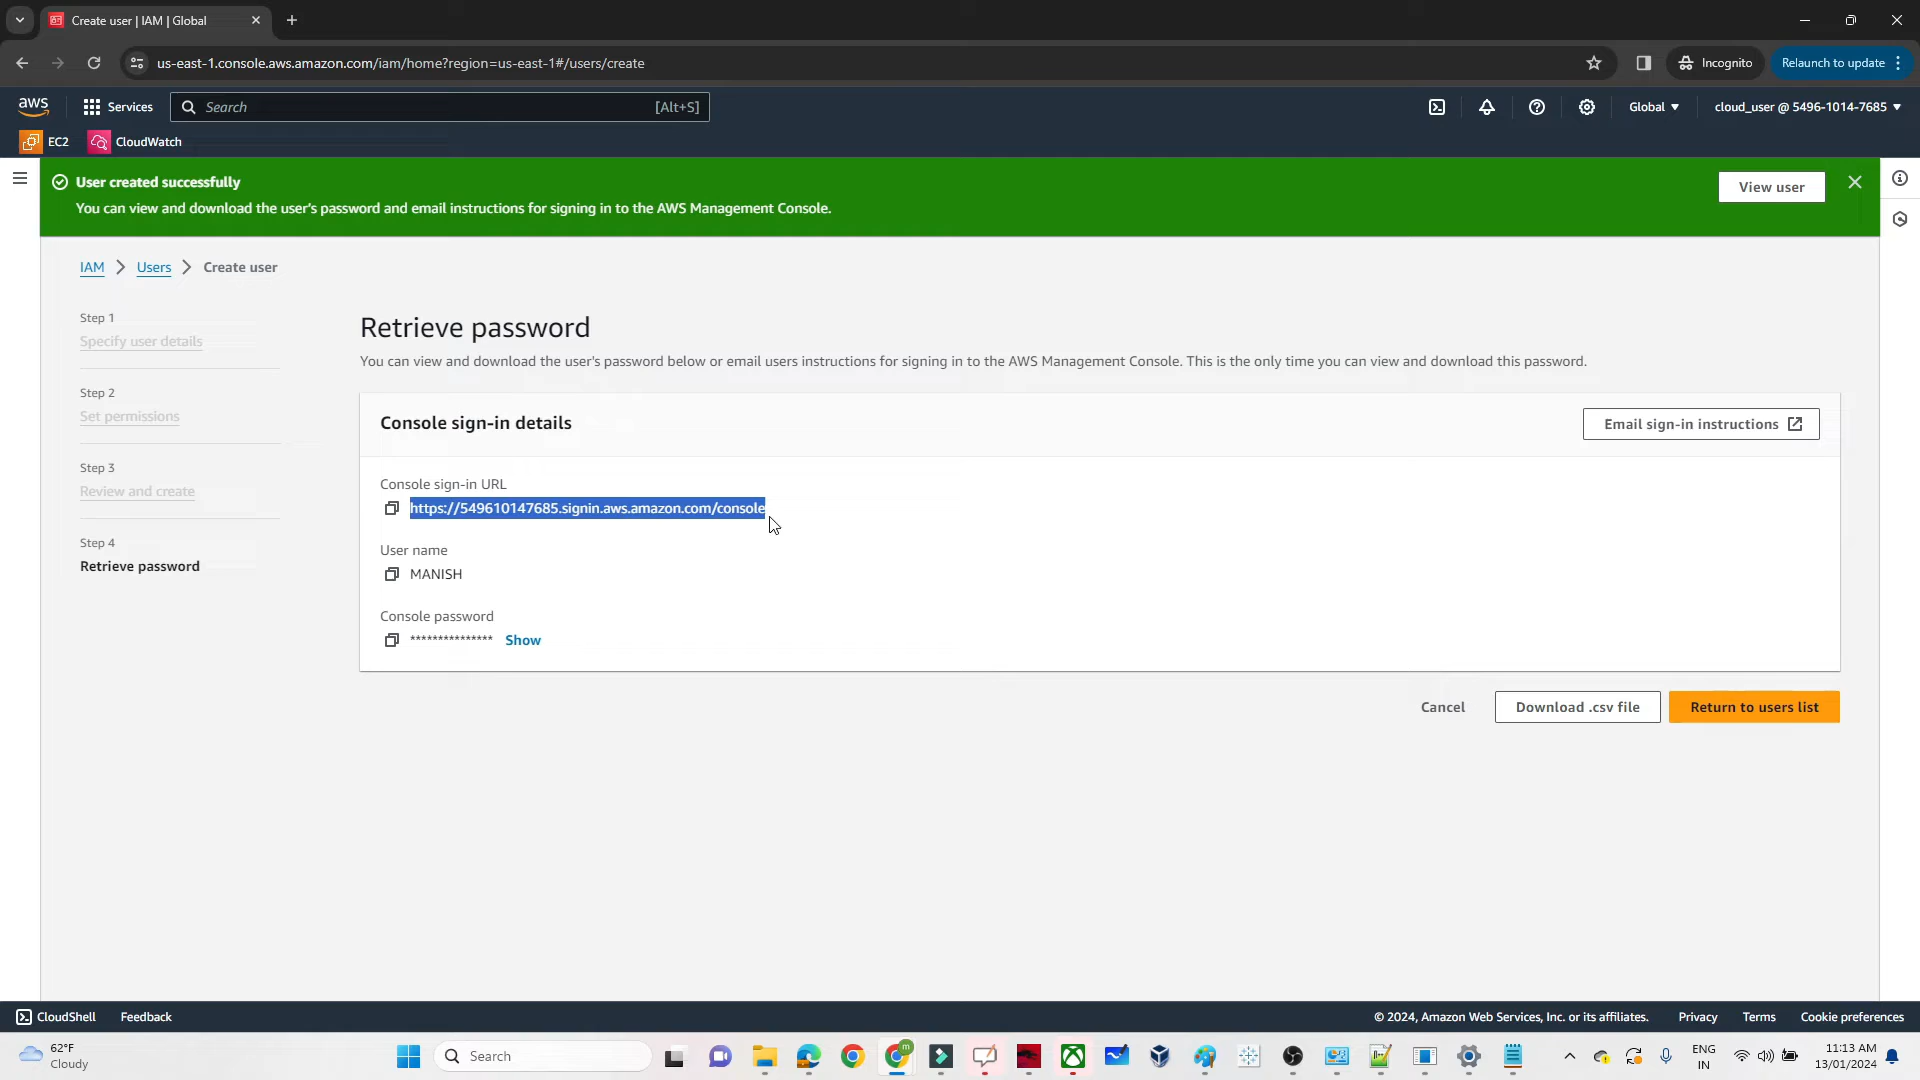 Create user | IAM | Global
us-east-1.console.aws.amazon.com/iam/home?region=us-east-1#/users/create
Incognito
Relaunch to update
aws
Services
Search
[Alt+S]
Global
cloud_user @ 5496-1014-7685
EC2
CloudWatch
User created successfully
You can view and download the user's password and email instructions for signing in to the AWS Management Console.
View user
IAM > Users > Create user
Step 1
Specify user details
Step 2
Set permissions
Step 3
Review and create
Step 4
Retrieve password
Retrieve password
You can view and download the user's password below or email users instructions for signing in to the AWS Management Console. This is the only time you can view and download this password.
Console sign-in details
Email sign-in instructions
Console sign-in URL
https://549610147685.signin.aws.amazon.com/console
User name
MANISH
Console password
*************** Show
Cancel
Download .csv file
Return to users list
CloudShell
Feedback
© 2024, Amazon Web Services, Inc. or its affiliates.
Privacy
Terms
Cookie preferences
62°F
Cloudy
Search
m
ENG
IN
11:13 AM
13/01/2024